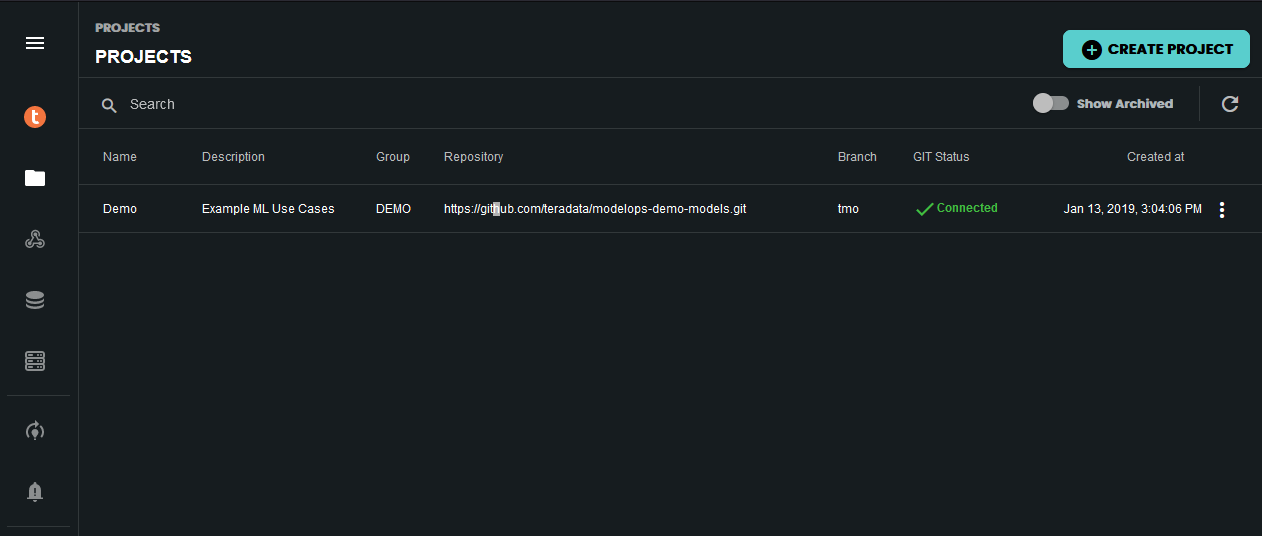 PROJECTS
PROJECTS
CREATE PROJECT
Search
Show Archived
Name Description Group Repository Branch GIT Status Created at
Demo Example ML Use Cases DEMO https://github.com/teradata/modelops-demo-models.git tmo Connected Jan 13, 2019, 3:04:06 PM
t